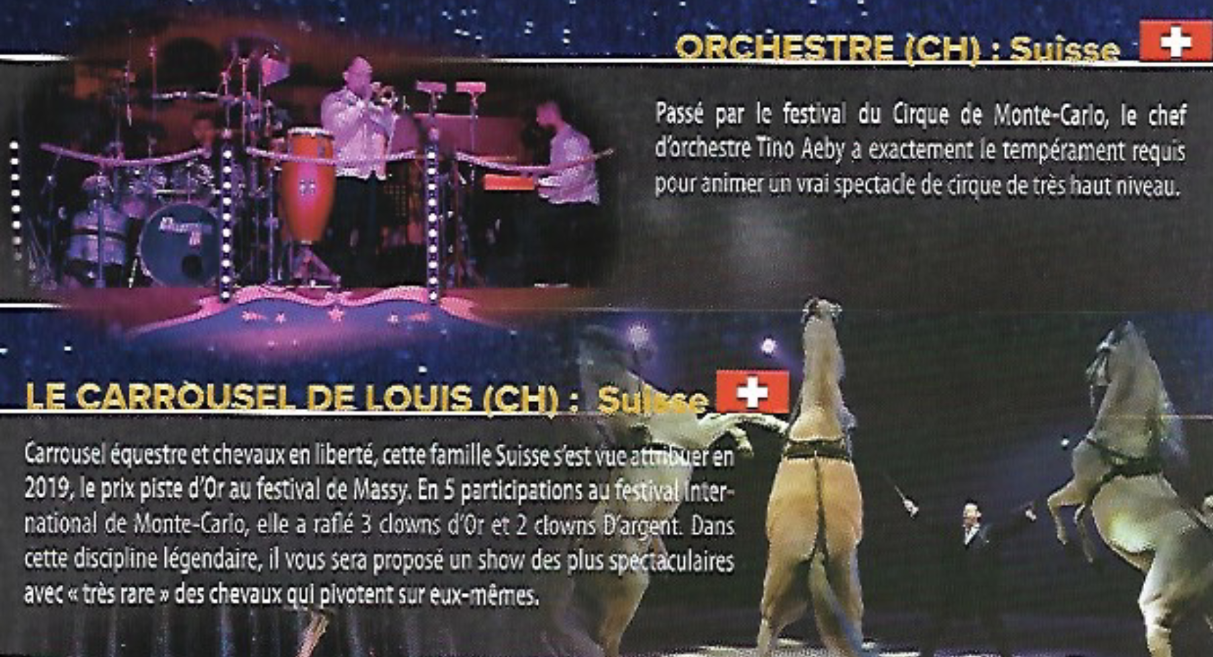 ORCHESTRE (CH) : Suisse
Passé par le festival du Cirque de Monte-Carlo, le chef
d'orchestre Tino Aeby a exactement le tempérament requis
pour animer un vrai spectacle de cirque de très haut niveau.
LE CARROUSEL DE LOUIS (CH) : Suisse
Carrousel équestre et chevaux en liberté, cette famille Suisse s'est vue attribuer en
2019, le prix piste d'Or au festival de Massy. En 5 participations au festival inter-
national de Monte-Carlo, elle a raflé 3 clowns d'Or et 2 clowns D'argent. Dans
cette discipline légendaire, il vous sera proposé un show des plus spectaculaires
avec « très rare » des chevaux qui pivotent sur eux-mêmes.